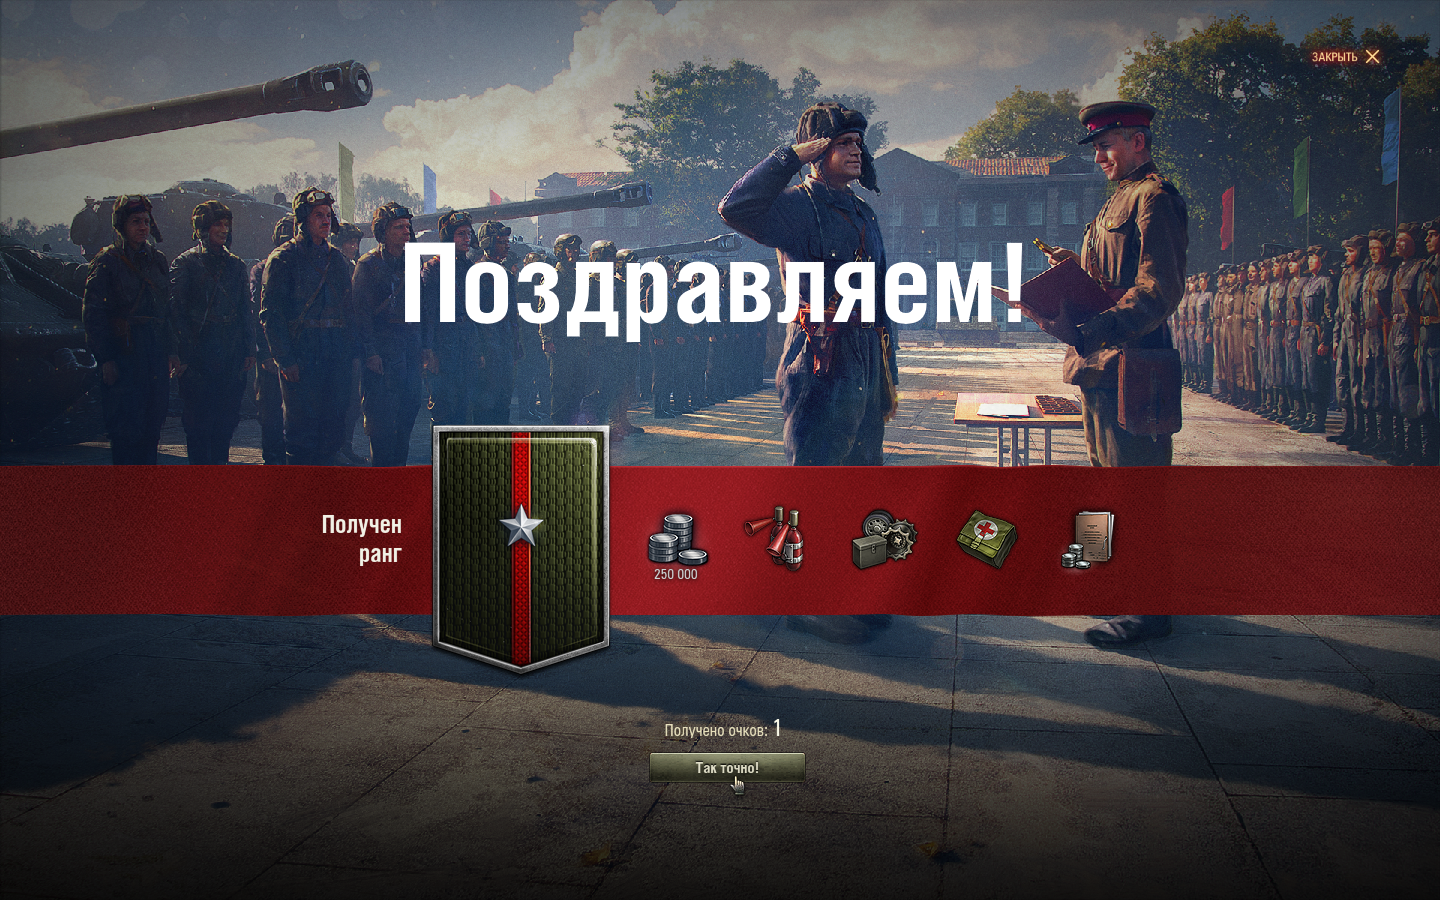 ЗАКРЫТЬ
Поздравляем!
Получен
ранг
250 000
Получено очков: 1
Так точно!